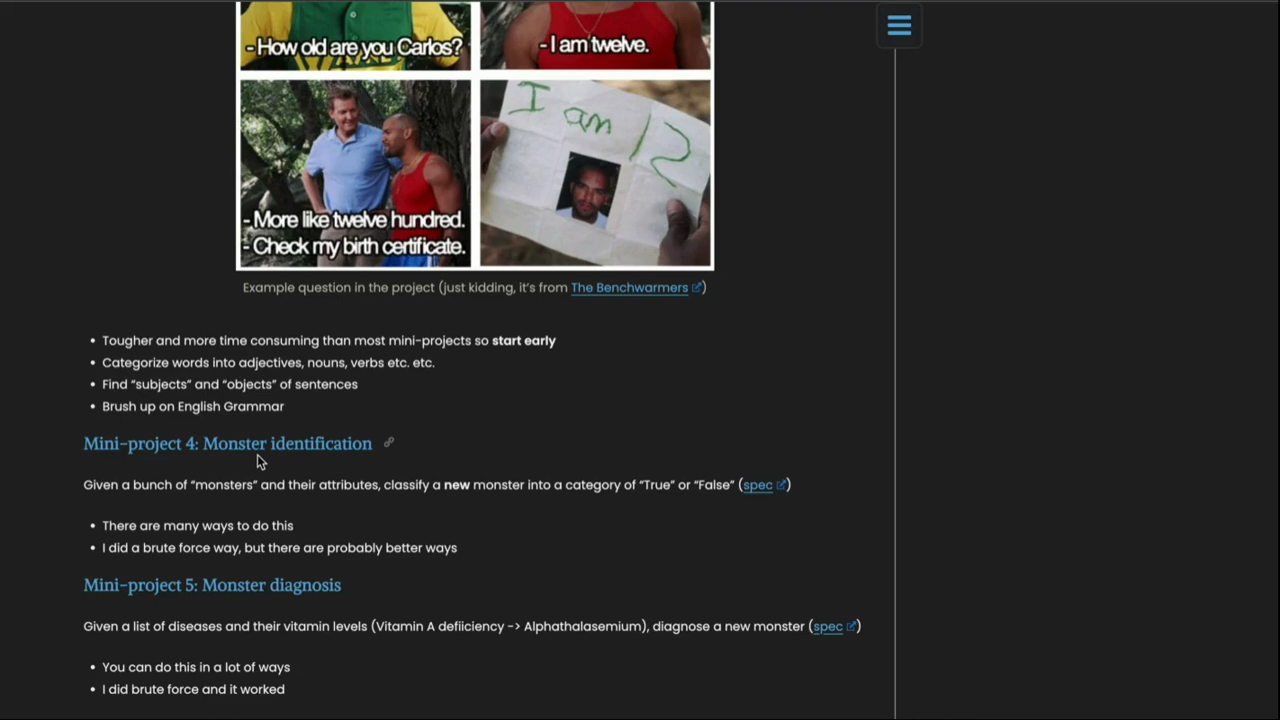 - How old are you Carlos?
- I am twelve.
- More like twelve hundred.
- Check my birth certificate.
I am 12
Example question in the project (just kidding, it's from The Benchwarmers)
• Tougher and more time consuming than most mini-projects so start early
• Categorize words into adjectives, nouns, verbs etc. etc.
• Find “subjects” and “objects” of sentences
• Brush up on English Grammar
Mini-project 4: Monster identification
Given a bunch of “monsters” and their attributes, classify a new monster into a category of “True” or “False” (spec)
• There are many ways to do this
• I did a brute force way, but there are probably better ways
Mini-project 5: Monster diagnosis
Given a list of diseases and their vitamin levels (Vitamin A defiiciency -> Alphathalasemium), diagnose a new monster (spec)
• You can do this in a lot of ways
• I did brute force and it worked